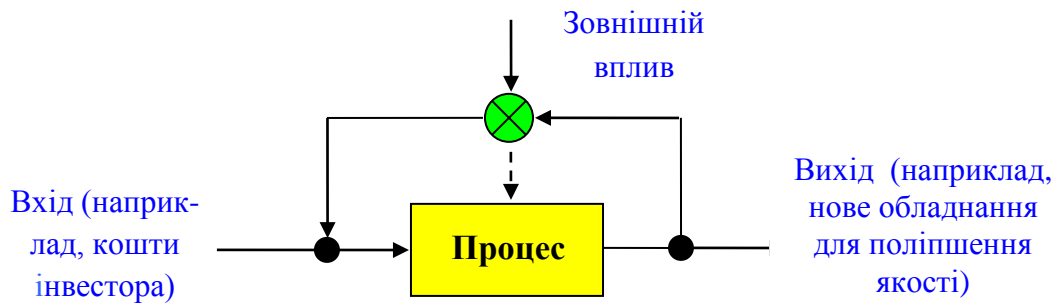 Зовнішній
вплив
Вхід (наприк-
лад, кошти
інвестора)
Процес
Вихід (наприклад,
нове обладнання
для поліпшення
якості)